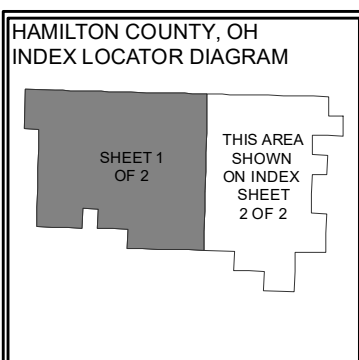 HAMILTON COUNTY, OH
INDEX LOCATOR DIAGRAM
SHEET 1
OF 2
THIS AREA
SHOWN
ON INDEX
SHEET
2 OF 2